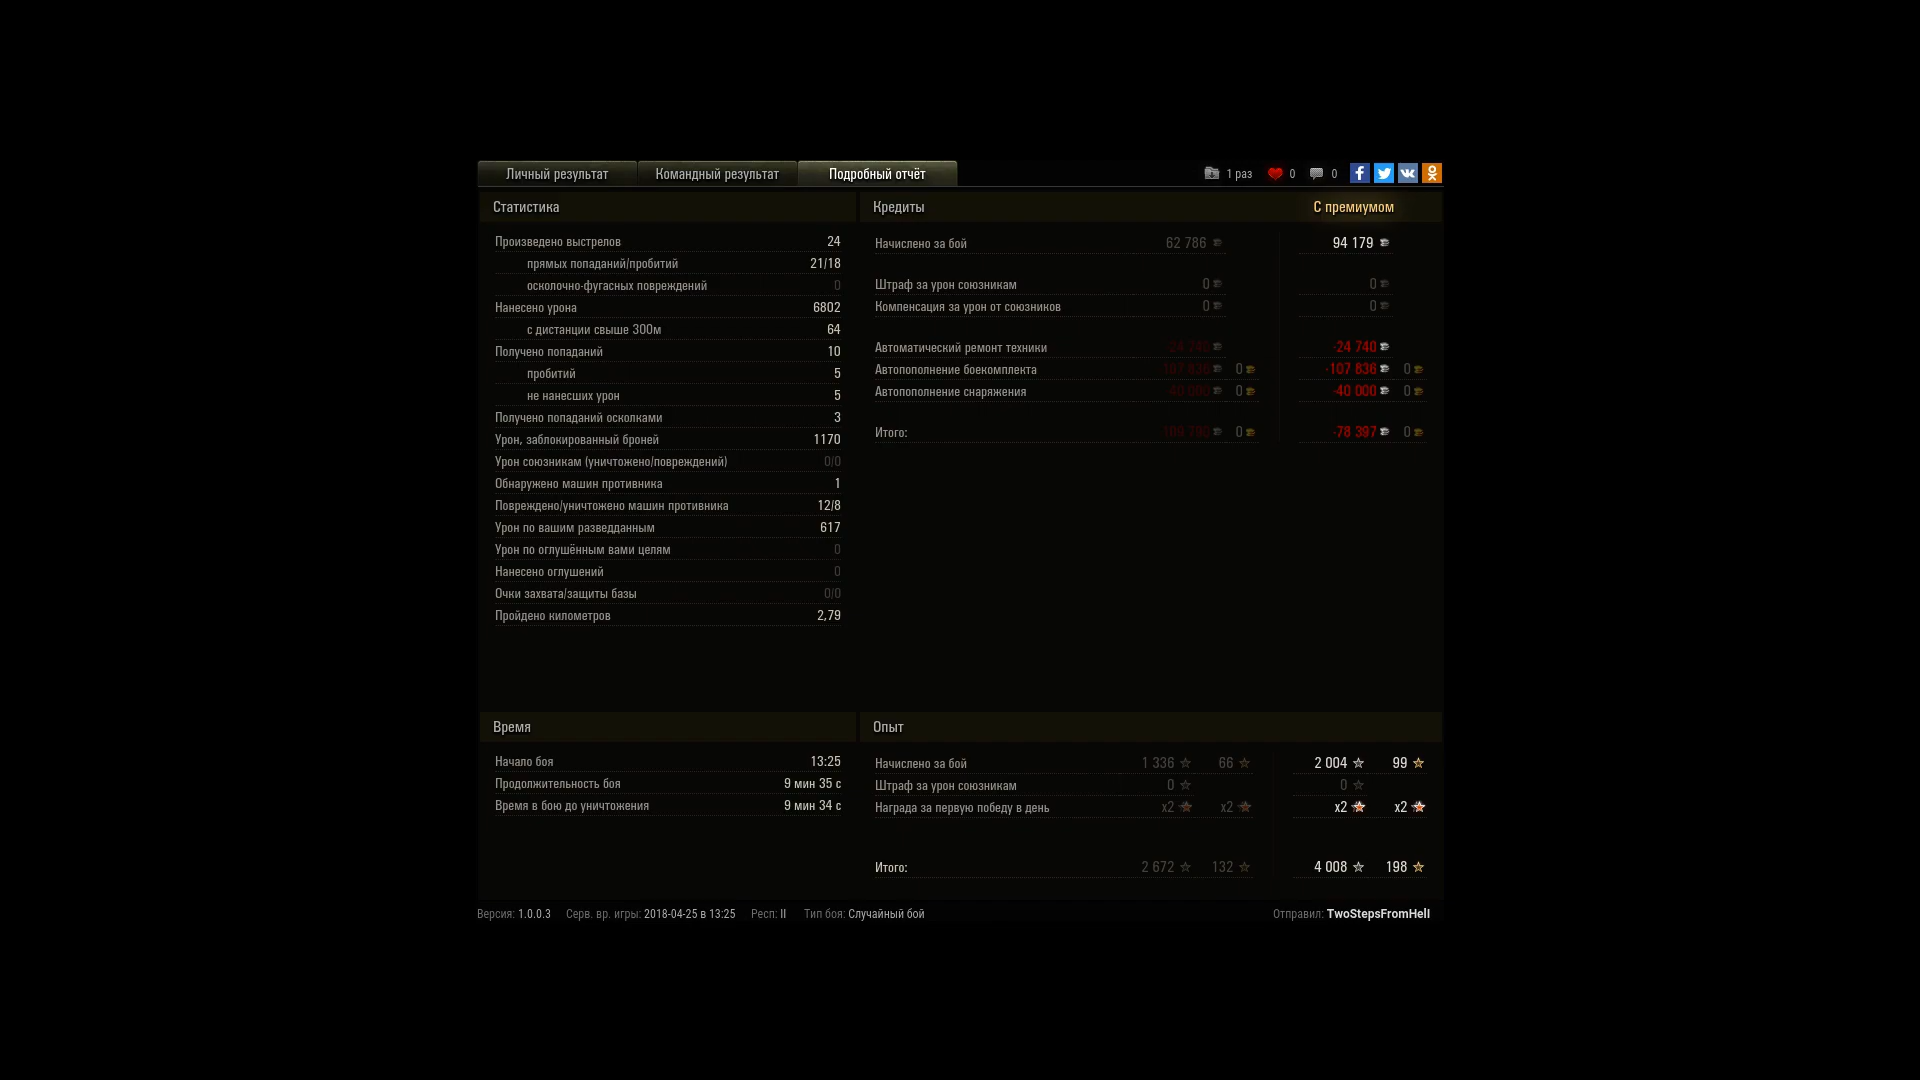 Личный результат Командный результат Подробный отчёт 1 раз 0 0
Статистика
Произведено выстрелов 24
прямых попаданий/пробитий 21/18
осколочно-фугасных повреждений 0
Нанесено урона 6802
с дистанции свыше 300м 64
Получено попаданий 10
пробитий 5
не нанесших урон 5
Получено попаданий осколками 3
Урон, заблокированный броней 1170
Урон союзникам (уничтожено/повреждений) 0/0
Обнаружено машин противника 1
Повреждено/уничтожено машин противника 12/8
Урон по вашим разведданным 617
Урон по оглушённым вами целям 0
Нанесено оглушений 0
Очки захвата/защиты базы 0/0
Пройдено километров 2,79
Кредиты С премиумом
Начислено за бой 62 786 94 179
Штраф за урон союзникам 0 0
Компенсация за урон от союзников 0 0
Автоматический ремонт техники -24 740 -24 740
Автопополнение боекомплекта -107 836 0 -107 836 0
Автопополнение снаряжения -40 000 0 -40 000 0
Итого: -109 790 0 -78 397 0
Время
Начало боя 13:25
Продолжительность боя 9 мин 35 с
Время в бою до уничтожения 9 мин 34 с
Опыт
Начислено за бой 1 336 66 2 004 99
Штраф за урон союзникам 0 0
Награда за первую победу в день x2 x2 x2 x2
Итого: 2 672 132 4 008 198
Версия: 1.0.0.3 Серв. вр. игры: 2018-04-25 в 13:25 Респ: II Тип боя: Случайный бой Отправил: TwoStepsFromHell